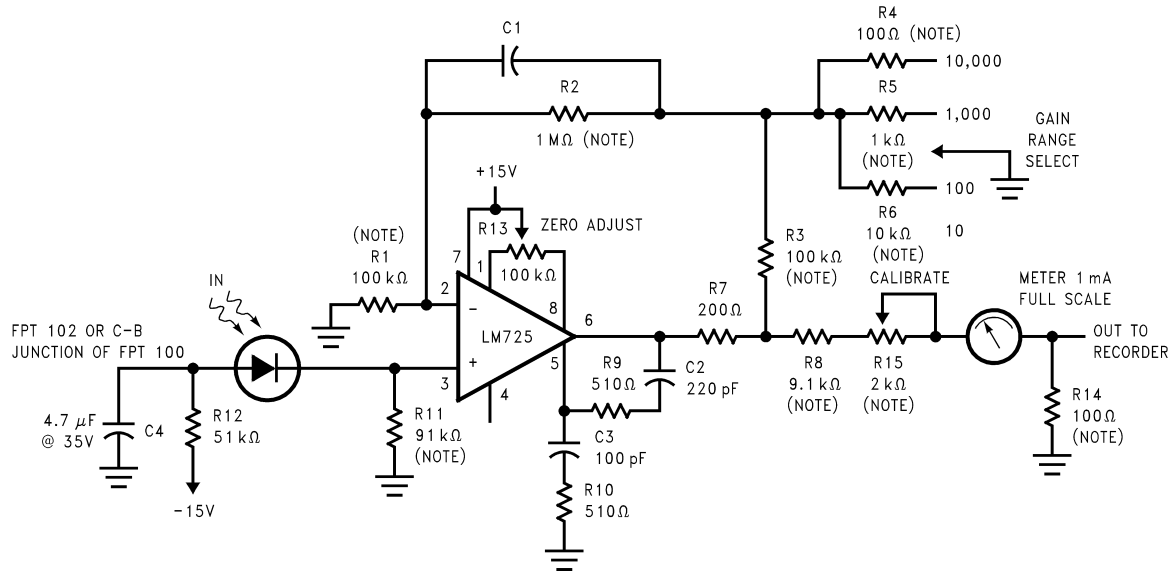 C1
R2
1 MΩ (NOTE)
R4
100Ω (NOTE)
10,000
R5
1,000
1 kΩ
(NOTE)
100
R6
10 kΩ
(NOTE)
10
GAIN
RANGE
SELECT
+15V
R13
ZERO ADJUST
100 kΩ
7
1
(NOTE)
R1
100 kΩ
2
−
LM725
+
3
8
6
5
4
R3
100 kΩ
(NOTE)
CALIBRATE
METER 1 mA
FULL SCALE
IN
FPT 102 OR C-B
JUNCTION OF FPT 100
R7
200Ω
OUT TO
RECORDER
R8
9.1 kΩ
(NOTE)
R15
2 kΩ
(NOTE)
R9
510Ω
C2
220 pF
4.7 μF
@ 35V
C4
R12
51 kΩ
−15V
R11
91 kΩ
(NOTE)
C3
100 pF
R10
510Ω
R14
100Ω
(NOTE)